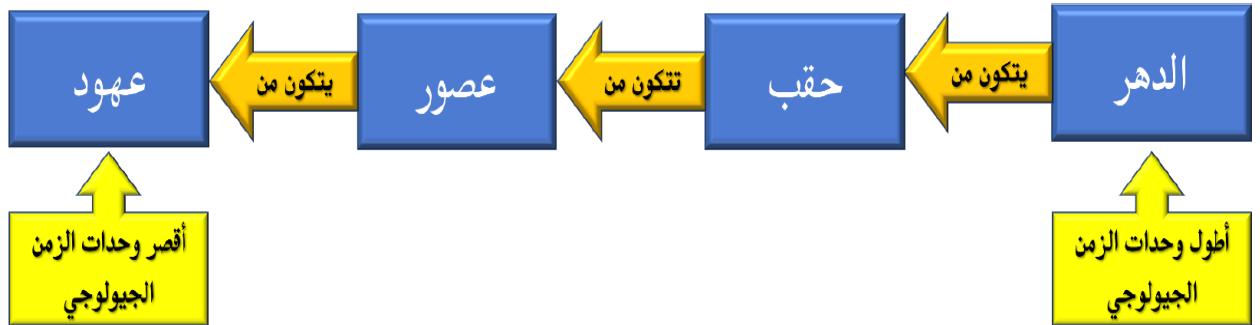 الدهر
يتكون من
حقب
تتكون من
عصور
يتكون من
عهود
أطول وحدات الزمن
الجيولوجي
أقصر وحدات الزمن
الجيولوجي